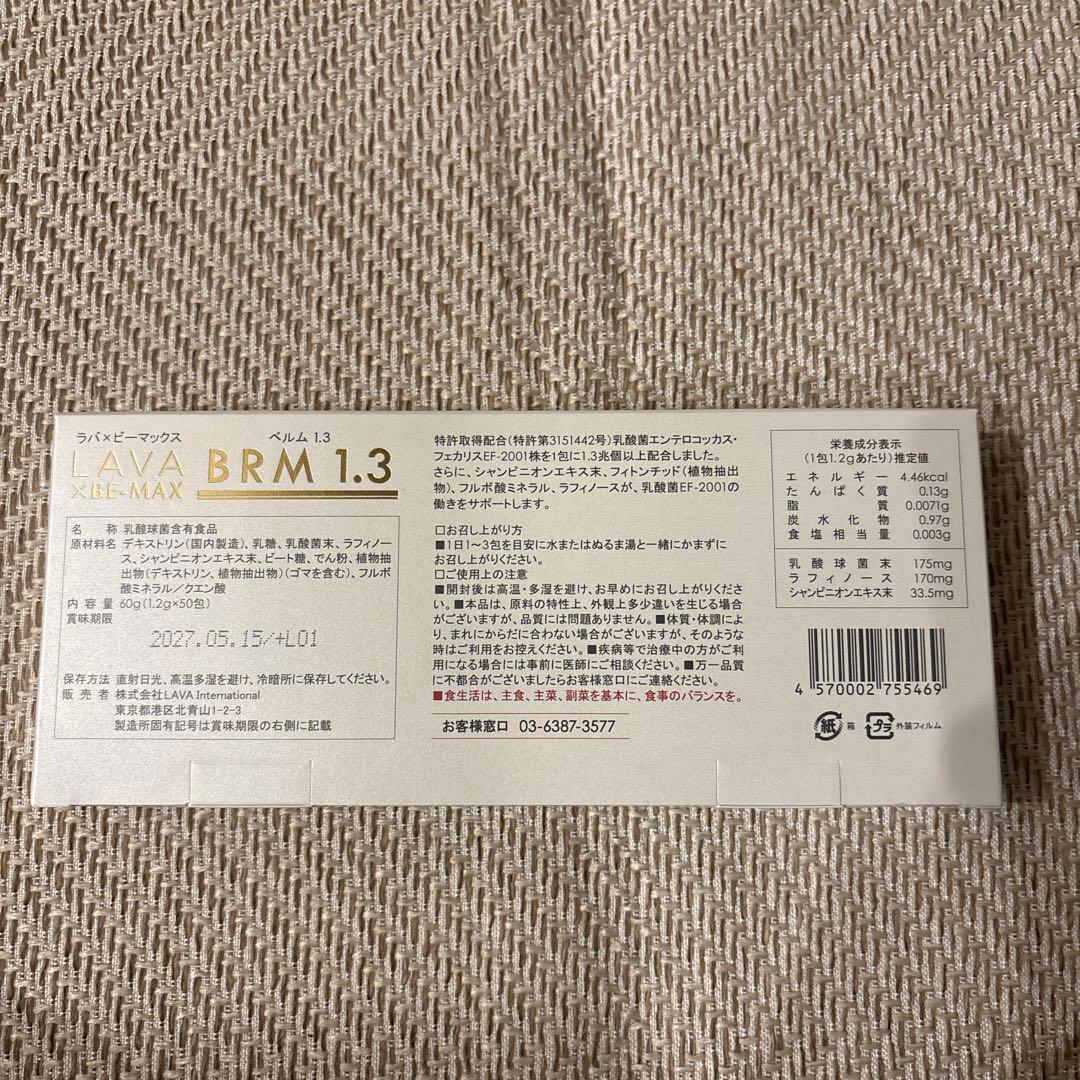 ラバ×ビーマックス
ベルム 1.3
LAVA
×BE-MAX
BRM 1.3
名 称 乳酸球菌含有食品
原材料名 デキストリン(国内製造)、乳糖、乳酸菌末、ラフィノー
ス、シャンピニオンエキス末、ビート糖、でん粉、植物抽
出物(デキストリン、植物抽出物)(ゴマを含む)、フルボ
酸ミネラル/クエン酸
内 容 量 60g(1.2g×50包)
賞味期限
2027.05.15/+L01
保存方法 直射日光、高温多湿を避け、冷暗所に保存してください。
販 売 者 株式会社LAVA International
東京都港区北青山1-2-3
製造所固有記号は賞味期限の右側に記載
特許取得配合(特許第3151442号)乳酸菌エンテロコッカス・
フェカリスEF-2001株を1包に1.3兆個以上配合しました。
さらに、シャンピニオンエキス末、フィトンチッド(植物抽出
物)、フルボ酸ミネラル、ラフィノースが、乳酸菌EF-2001の
働きをサポートします。
□お召し上がり方
■1日1~3包を目安に水またはぬるま湯と一緒にかまずに
お召し上がりください。
□ご使用上の注意
■開封後は高温・多湿を避け、お早めにお召し上がりくださ
い。■本品は、原料の特性上、外観上多少違いを生じる場合
がございますが、品質には問題ありません。■体質・体調によ
り、まれにからだに合わない場合がございますが、そのような
時はご利用をお控えください。■疾病等で治療中の方がご利
用になる場合には事前に医師にご相談ください。■万一品質
に不都合がございましたらお客様窓口にご連絡ください。
■食生活は、主食、主菜、副菜を基本に、食事のバランスを。
お客様窓口 03-6387-3577
栄養成分表示
(1包1.2gあたり)推定値
エネルギー 4.46kcal
たんぱく質 0.13g
脂質 0.0071g
炭水化物 0.97g
食塩相当量 0.003g
乳酸球菌末 175mg
ラフィノース 170mg
シャンピニオンエキス末 33.5mg
4 570002 755469
紙 箱 プラ 外装フィルム